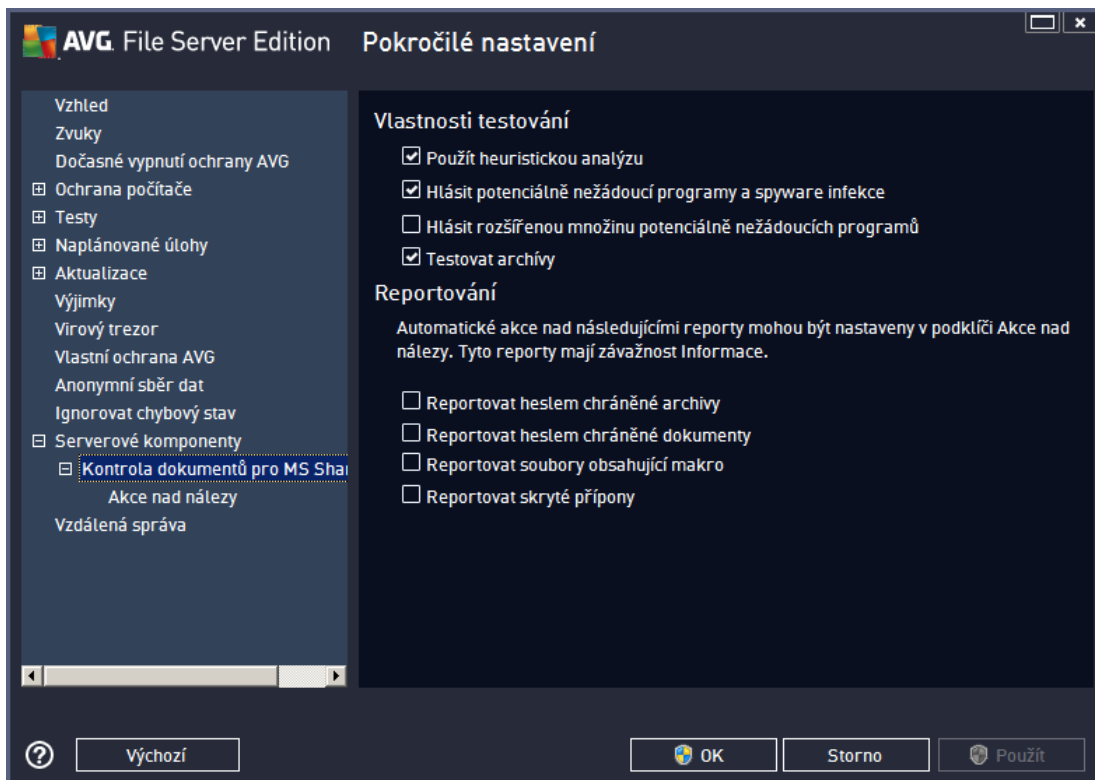 AVG. File Server Edition
Pokročilé nastavení
Vzhled
Zvuky
Dočasné vypnutí ochrany AVG
Ochrana počítače
Testy
Naplánované úlohy
Aktualizace
Výjimky
Virový trezor
Vlastní ochrana AVG
Anonymní sběr dat
Ignorovat chybový stav
Serverové komponenty
Kontrola dokumentů pro MS Shar
Akce nad nálezy
Vzdálená správa
Vlastnosti testování
Použít heuristickou analýzu
Hlásit potenciálně nežádoucí programy a spyware infekce
Hlásit rozšířenou množinu potenciálně nežádoucích programů
Testovat archívy
Reportování
Automatické akce nad následujícími reporty mohou být nastaveny v podklíči Akce nad
nálezy. Tyto reporty mají závažnost Informace.
Reportovat heslem chráněné archivy
Reportovat heslem chráněné dokumenty
Reportovat soubory obsahující makro
Reportovat skryté přípony
Výchozí
OK
Storno
Použít